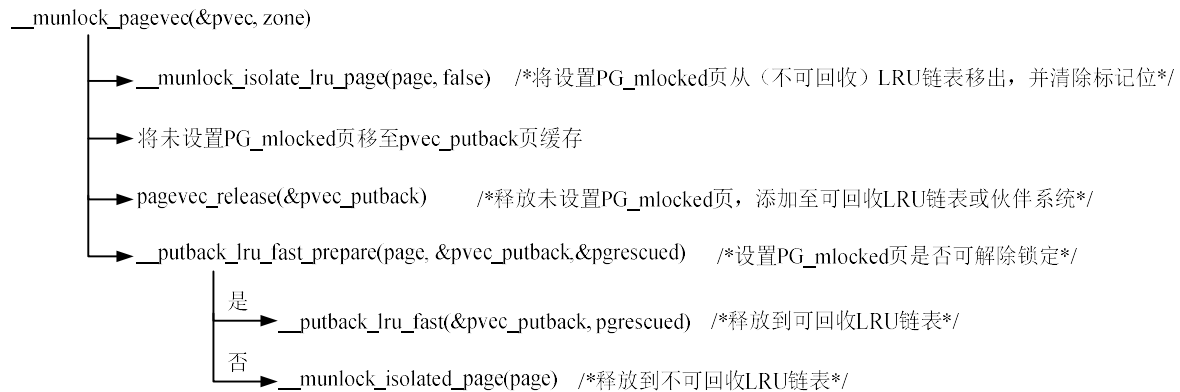 __munlock_pagevec(&pvec, zone)
__munlock_isolate_lru_page(page, false) /*将设置PG_mlocked页从（不可回收）LRU链表移出，并清除标记位*/
将未设置PG_mlocked页移至pvec_putback页缓存
pagevec_release(&pvec_putback) /*释放未设置PG_mlocked页，添加至可回收LRU链表或伙伴系统*/
__putback_lru_fast_prepare(page, &pvec_putback,&pgrescued) /*设置PG_mlocked页是否可解除锁定*/
是
__putback_lru_fast(&pvec_putback, pgrescued) /*释放到可回收LRU链表*/
否
__munlock_isolated_page(page) /*释放到不可回收LRU链表*/